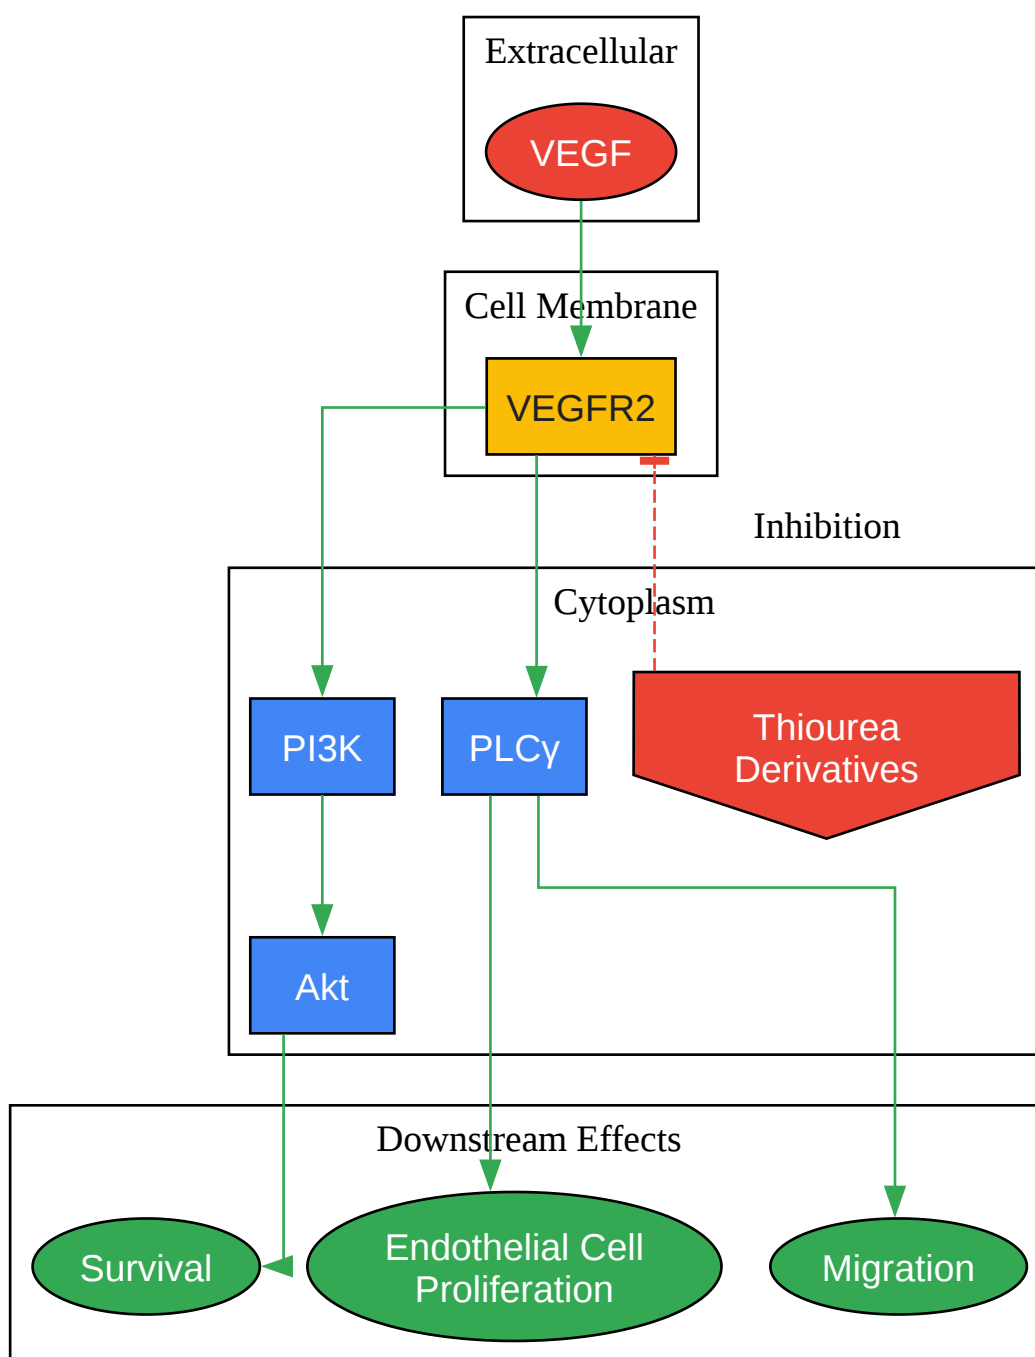 Extracellular
VEGF
Cell Membrane
VEGFR2
Inhibition
Cytoplasm
PI3K
PLCγ
Thiourea
Derivatives
Akt
Downstream Effects
Survival
Endothelial Cell
Proliferation
Migration